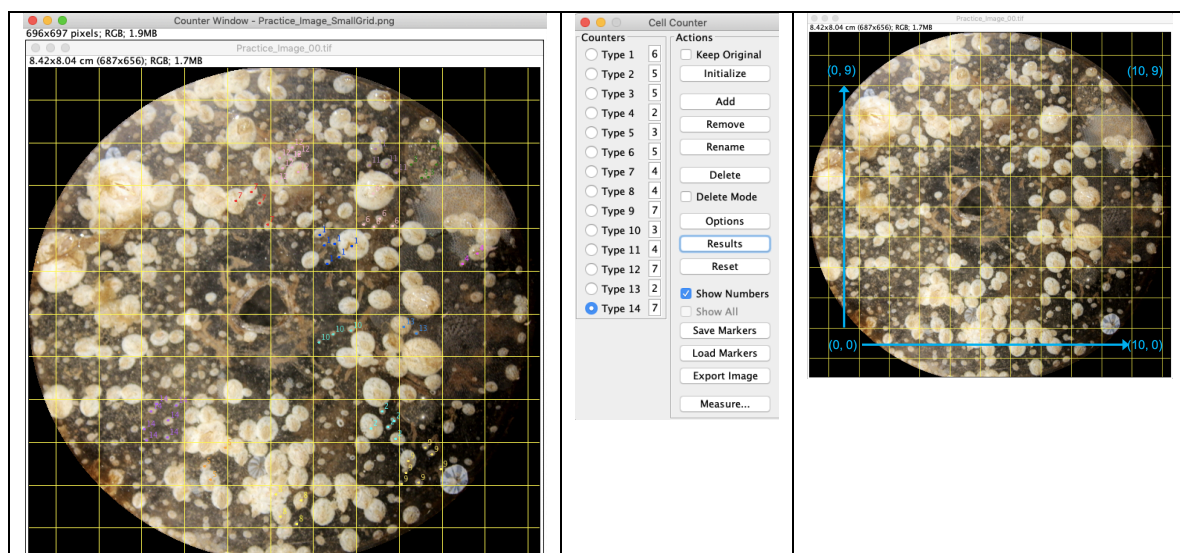 Counter Window - Practice_Image_SmallGrid.png
696x697 pixels; RGB; 1.9MB
Practice_Image_00.tif
8.42x8.04 cm (687x656); RGB; 1.7MB
Cell Counter
Counters
Type 1 6
Type 2 5
Type 3 5
Type 4 2
Type 5 3
Type 6 5
Type 7 4
Type 8 4
Type 9 7
Type 10 3
Type 11 4
Type 12 7
Type 13 2
Type 14 7
Actions
Keep Original
Initialize
Add
Remove
Rename
Delete
Delete Mode
Options
Results
Reset
Show Numbers
Show All
Save Markers
Load Markers
Export Image
Measure...
Practice_Image_00.tif
8.42x8.04 cm (687x656); RGB; 1.7MB
(0, 9)
(10, 9)
(0, 0)
(10, 0)